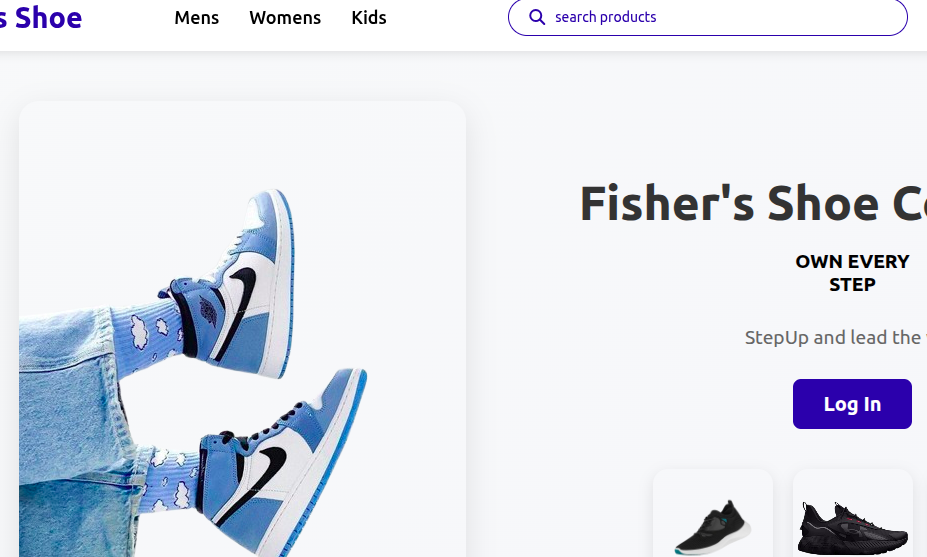 s Shoe
Mens
Womens
Kids
search products
Fisher's Shoe C
OWN EVERY
STEP
StepUp and lead the
Log In